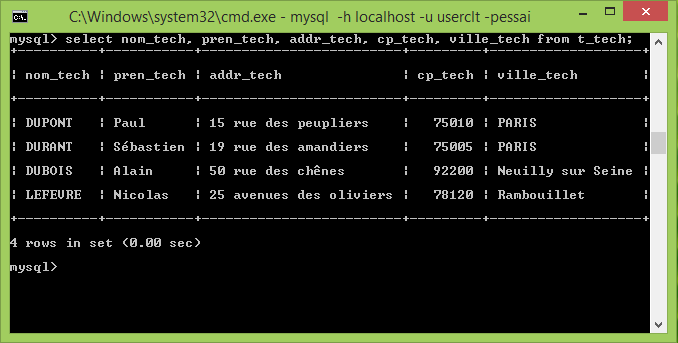 C:\Windows\system32\cmd.exe - mysql -h localhost -u userclt -pessai
mysql> select nom_tech, pren_tech, addr_tech, cp_tech, ville_tech from t_tech;
+----------+-----------+-------------------------+---------+-------------------+
¦ nom_tech ¦ pren_tech ¦ addr_tech ¦ cp_tech ¦ ville_tech ¦
+----------+-----------+-------------------------+---------+-------------------+
¦ DUPONT ¦ Paul ¦ 15 rue des peupliers ¦ 75010 ¦ PARIS ¦
¦ DURANT ¦ Sébastien ¦ 19 rue des amandiers ¦ 75005 ¦ PARIS ¦
¦ DUBOIS ¦ Alain ¦ 50 rue des chênes ¦ 92200 ¦ Neuilly sur Seine ¦
¦ LEFEVRE ¦ Nicolas ¦ 25 avenues des oliviers ¦ 78120 ¦ Rambouillet ¦
+----------+-----------+-------------------------+---------+-------------------+
4 rows in set (0.00 sec)
mysql>